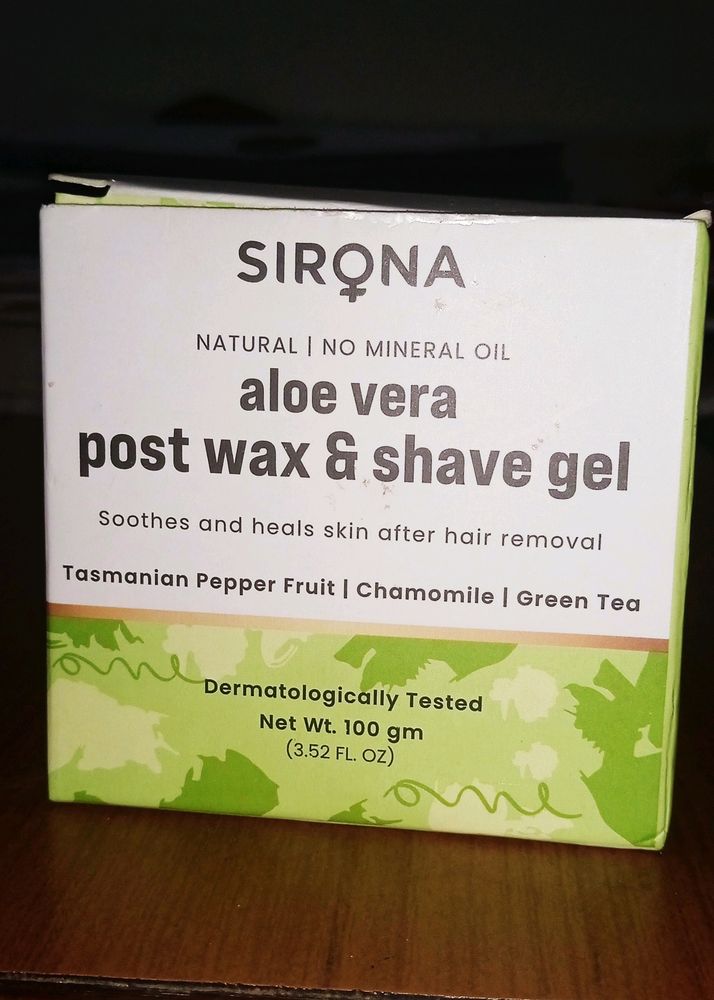 SIRONA
NATURAL | NO MINERAL OIL
aloe vera
post wax & shave gel
Soothes and heals skin after hair removal
Tasmanian Pepper Fruit | Chamomile | Green Tea
Dermatologically Tested
Net Wt. 100 gm
(3.52 FL. OZ)